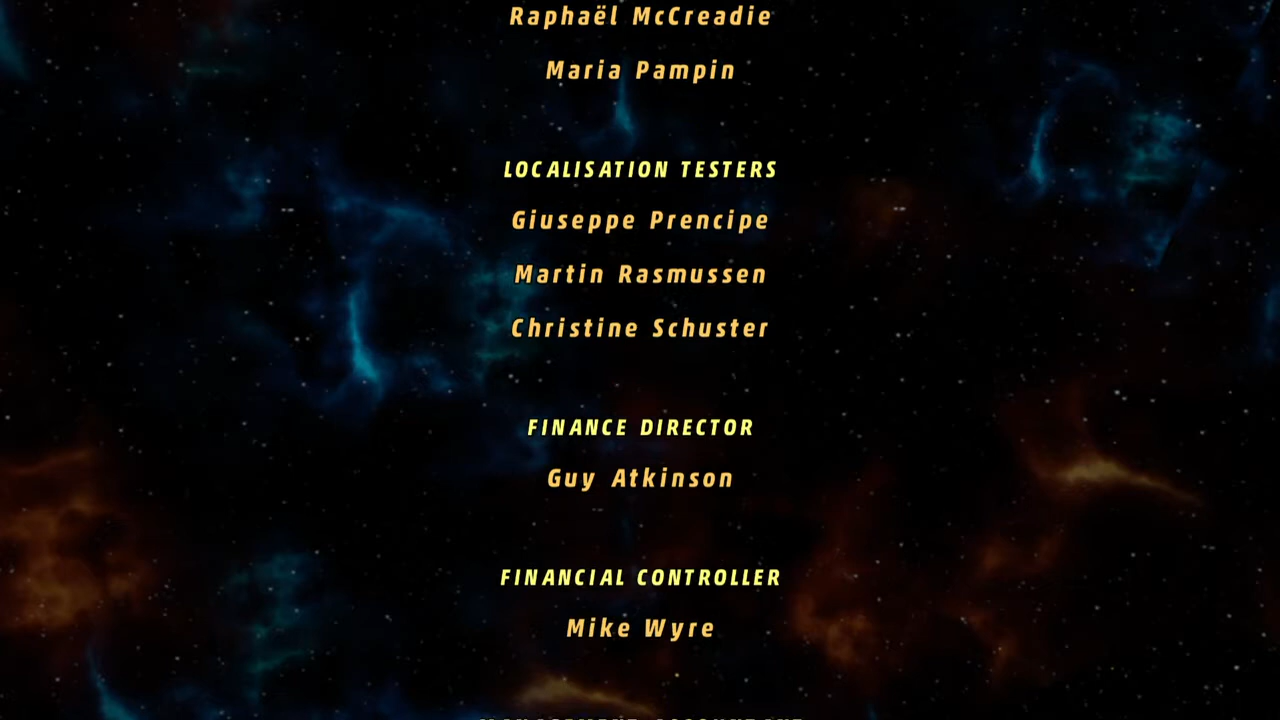 Raphaël McCreadie
Maria Pampin
LOCALISATION TESTERS
Giuseppe Prencipe
Martin Rasmussen
Christine Schuster
FINANCE DIRECTOR
Guy Atkinson
FINANCIAL CONTROLLER
Mike Wyre